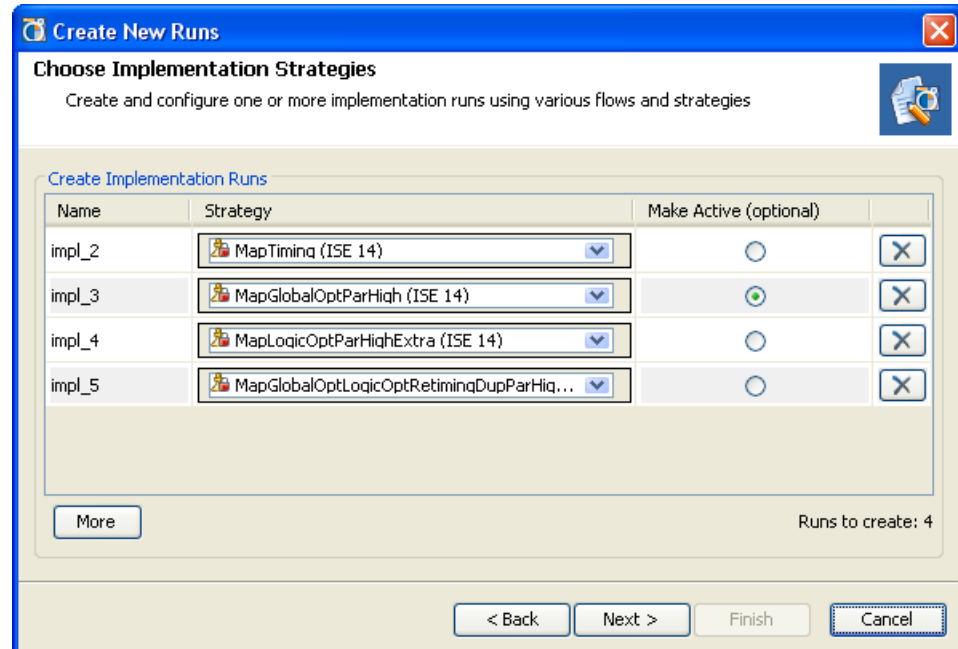 Create New Runs
Choose Implementation Strategies
Create and configure one or more implementation runs using various flows and strategies
Create Implementation Runs
Name Strategy Make Active (optional)
impl_2 MapTiming (ISE 14)
impl_3 MapGlobalOptParHigh (ISE 14)
impl_4 MapLogicOptParHighExtra (ISE 14)
impl_5 MapGlobalOptLogicOptRetimingDupParHig...
More Runs to create: 4
< Back Next > Finish Cancel